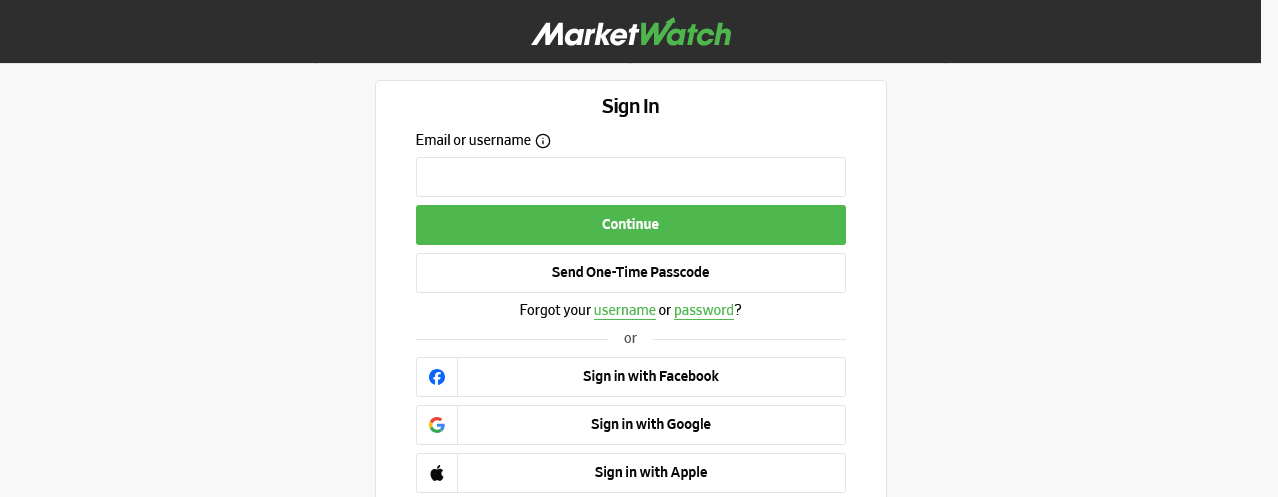 MarketWatch
Sign In
Email or username
Continue
Send One-Time Passcode
Forgot your username or password?
or
Sign in with Facebook
Sign in with Google
Sign in with Apple